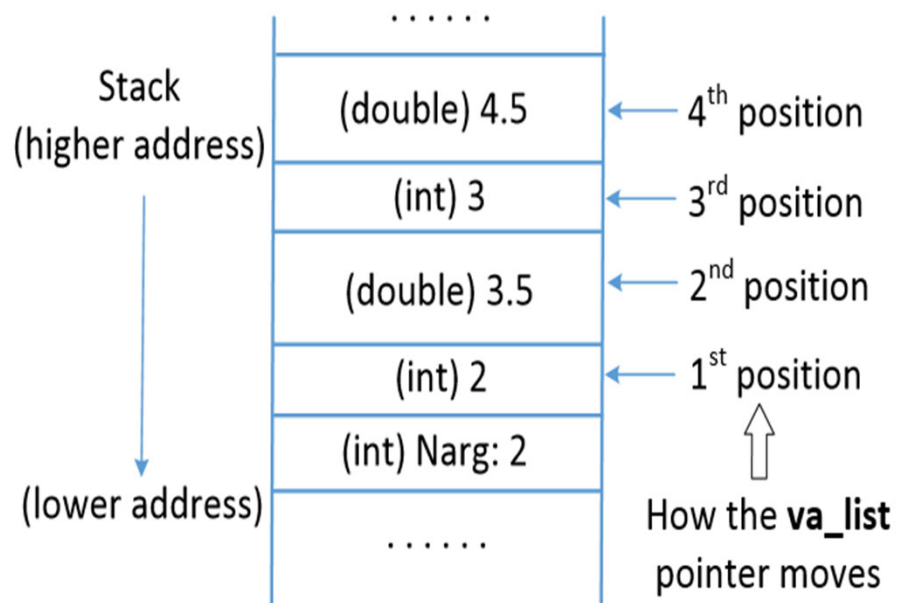 . . . . . .
Stack
(higher address)
(double) 4.5
4th position
(int) 3
3rd position
(double) 3.5
2nd position
(int) 2
1st position
(int) Narg: 2
(lower address)
How the va_list
pointer moves
. . . . . .